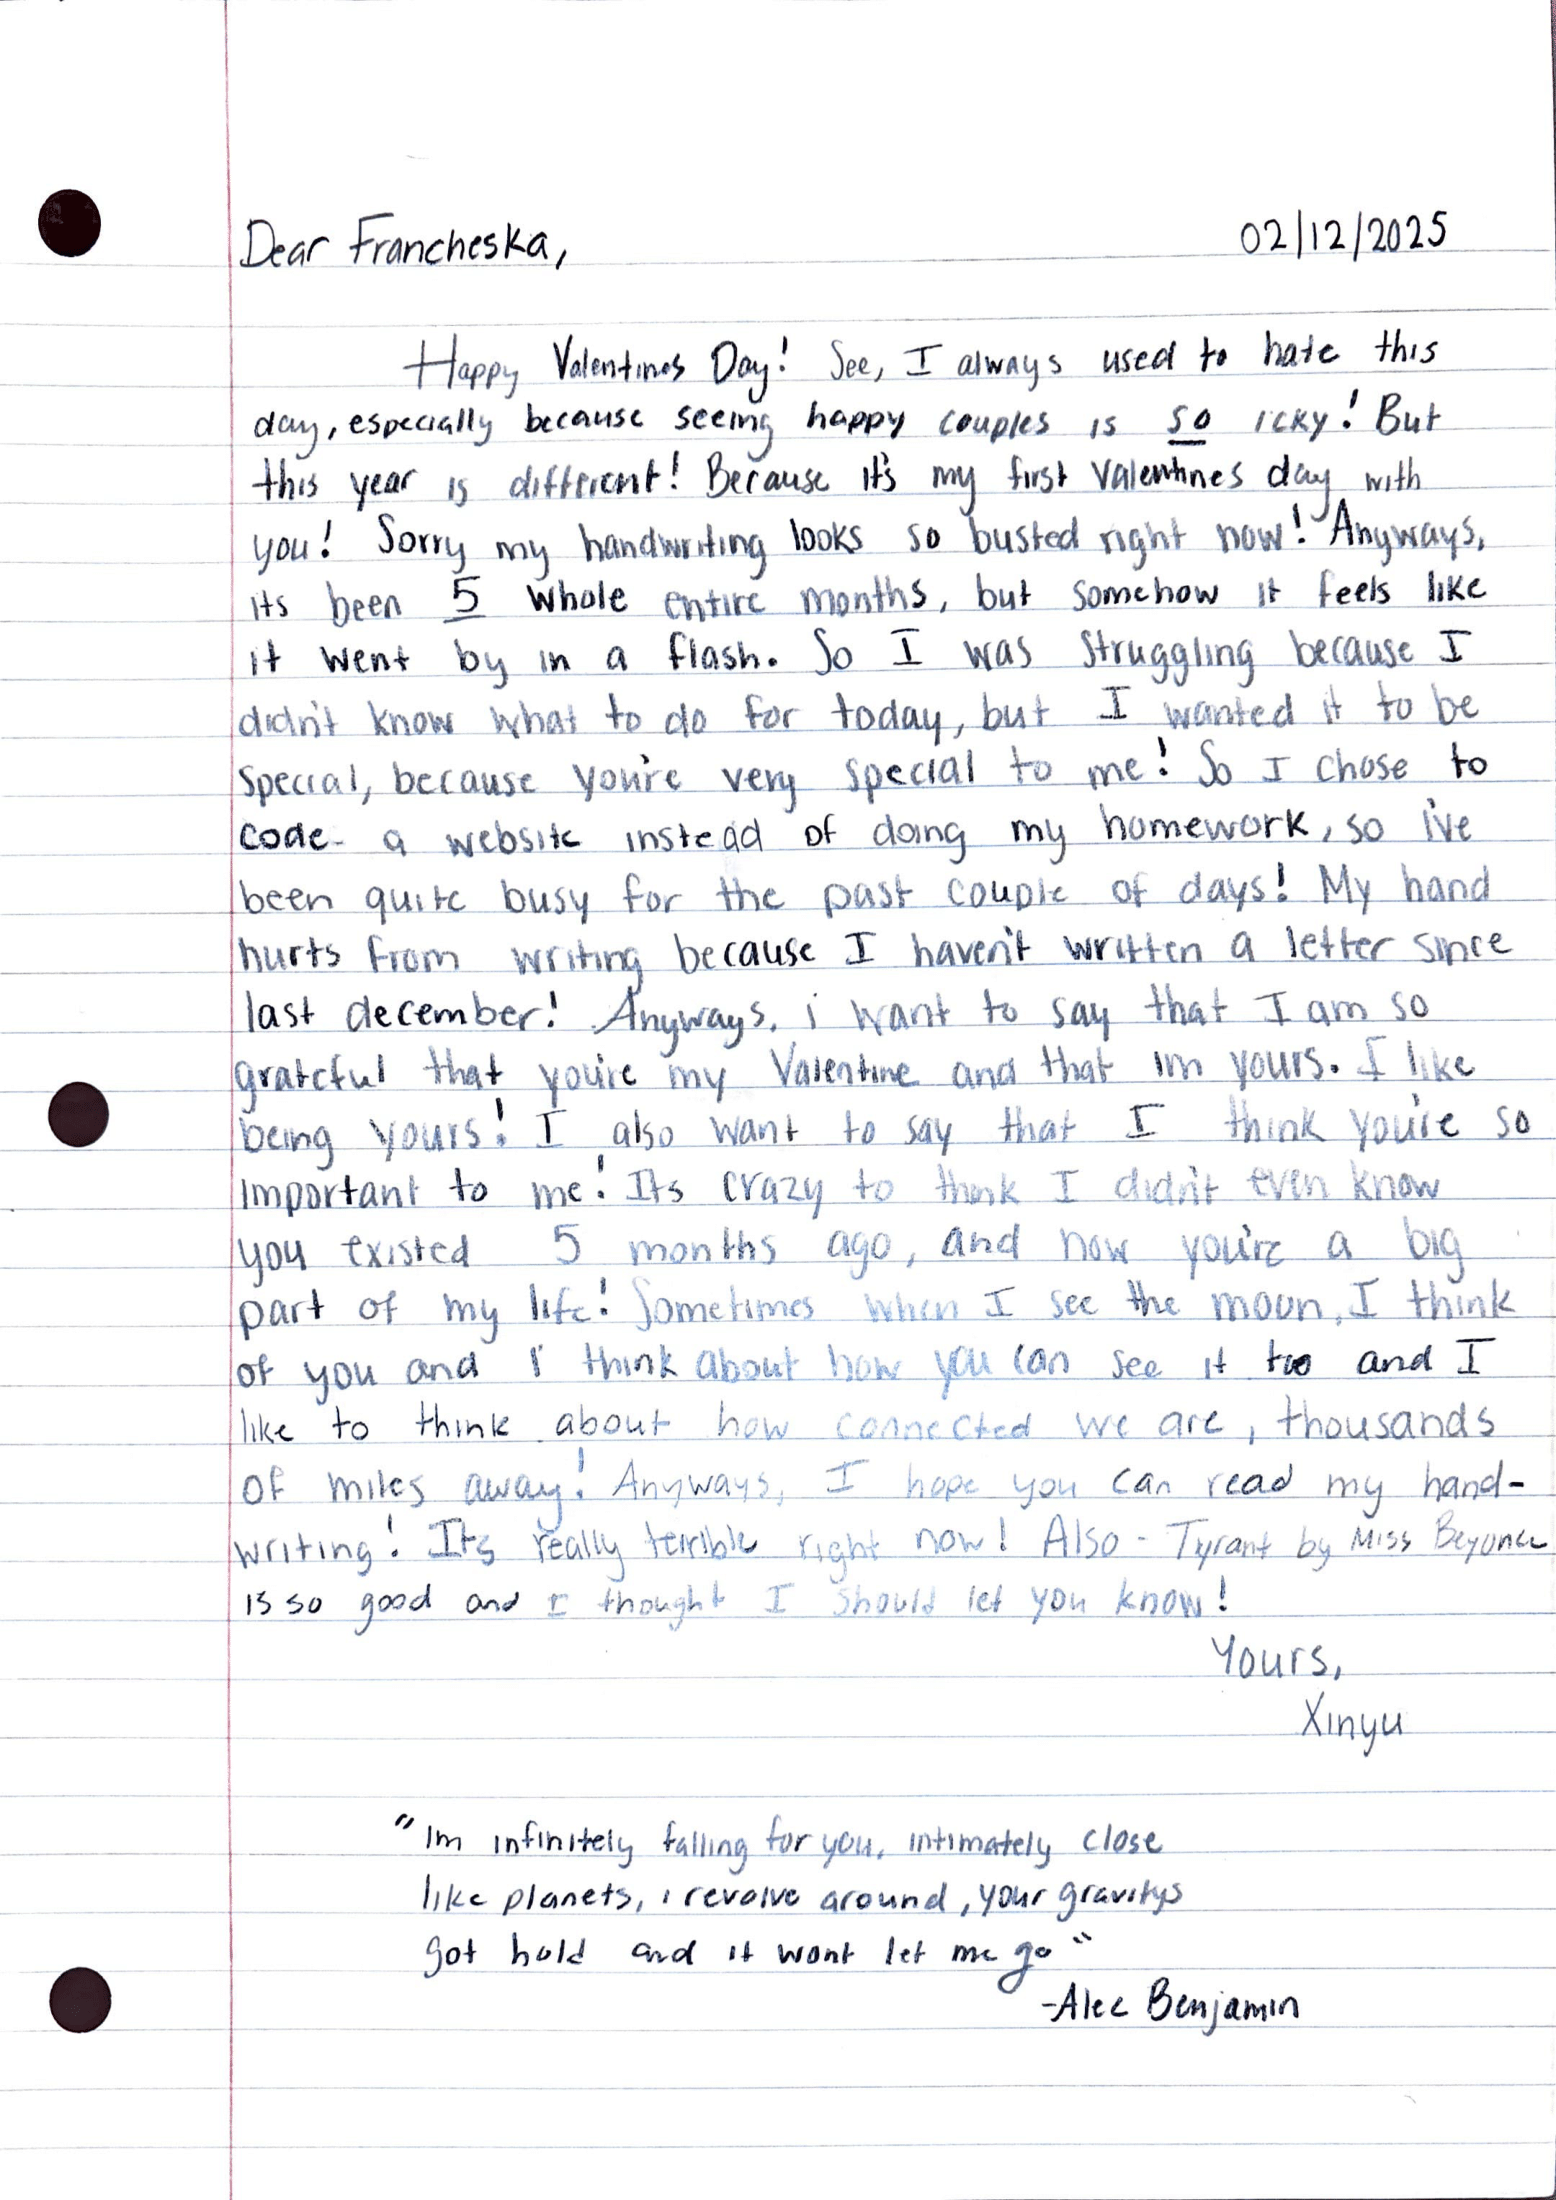 Dear Francheska,
02/12/2025
Happy Valentines Day! See, I always used to hate this
day, especially because seeing happy couples is so icky! But
this year is different! Because it's my first Valentines day with
you! Sorry my handwriting looks so busted right now! Anyways,
its been 5 whole entire months, but somehow it feels like
it went by in a flash. So I was struggling because I
didn't know what to do for today, but I wanted it to be
special, because you're very special to me! So I chose to
code a website instead of doing my homework, so i've
been quite busy for the past couple of days! My hand
hurts from writing because I haven't written a letter since
last december! Anyways, i want to say that I am so
grateful that you're my Valentine and that im yours. I like
being yours! I also want to say that I think you're so
important to me! Its crazy to think I didn't even know
you existed 5 months ago, and now you're a big
part of my life! Sometimes when I see the moon, I think
of you and i think about how you can see it too and I
like to think about how connected we are, thousands
of miles away! Anyways, I hope you can read my hand-
writing! Its really terrible right now! Also - Tyrant by Miss Beyonce
is so good and I thought I should let you know!
Yours,
Xinyu
"Im infinitely falling for you, intimately close
like planets, i revolve around, your gravitys
got hold and it wont let me go"
-Alec Benjamin